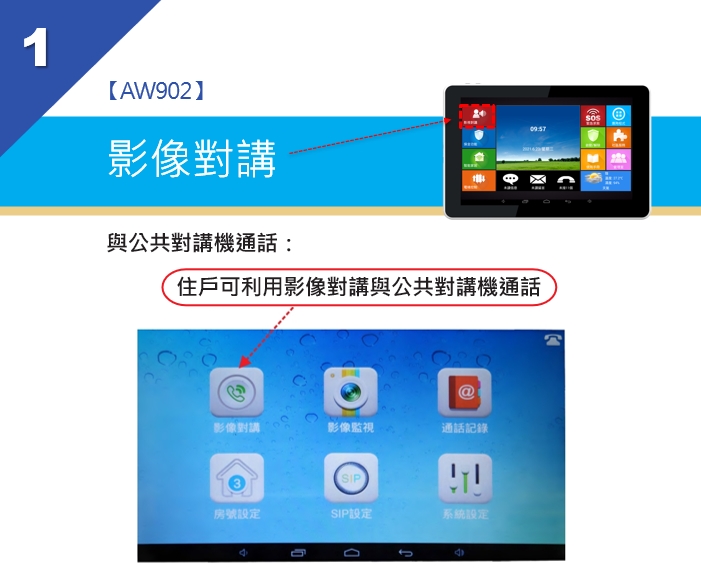 1
【AW902】
影像對講
SOS
09:57
與公共對講機通話：
住戶可利用影像對講與公共對講機通話
影像對講
影像監視
@
通話記錄
3
房號設定
SIP
SIP設定
系統設定